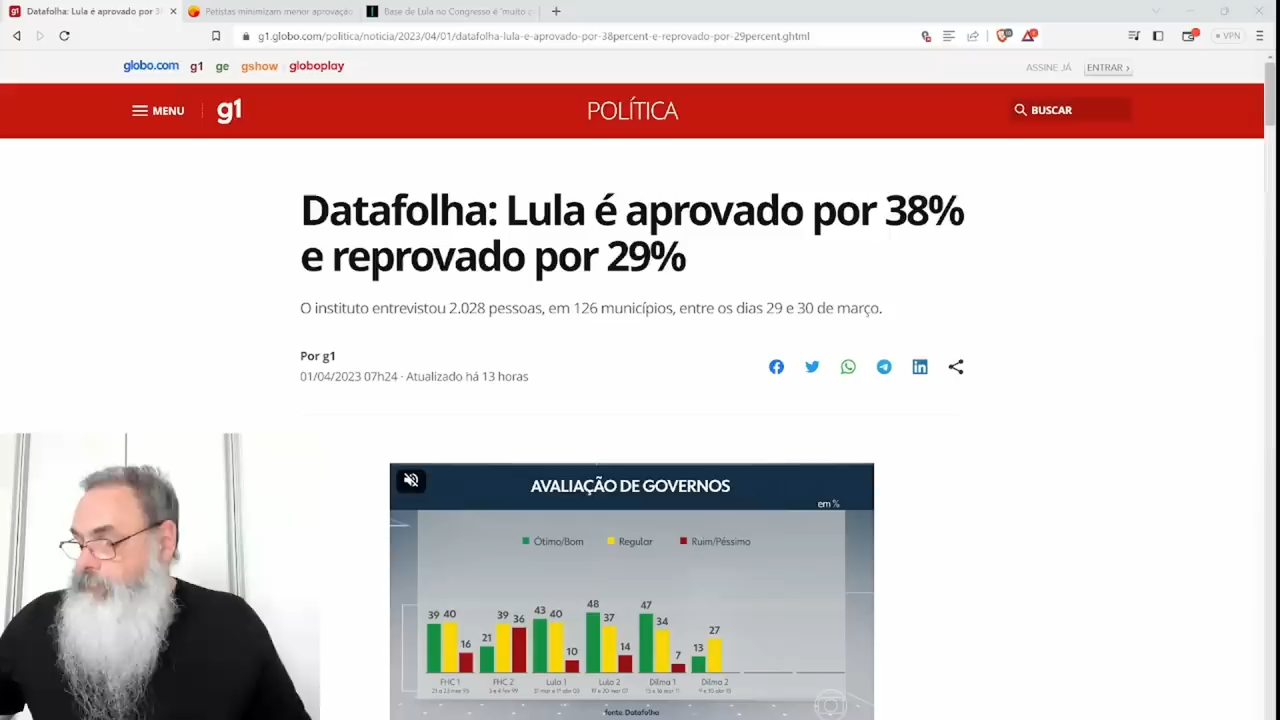 Datafolha: Lula é aprovado por 3
Petistas minimizam menor aprovação
Base de Lula no Congresso é "muito
g1.globo.com/politica/noticia/2023/04/01/datafolha-lula-e-aprovado-por-38percent-e-reprovado-por-29percent.ghtml
VPN
globo.com g1 ge gshow globoplay
ASSINE JÁ ENTRAR ›
MENU g1 POLÍTICA BUSCAR
Datafolha: Lula é aprovado por 38%
e reprovado por 29%
O instituto entrevistou 2.028 pessoas, em 126 municípios, entre os dias 29 e 30 de março.
Por g1
01/04/2023 07h24 · Atualizado há 13 horas
AVALIAÇÃO DE GOVERNOS
em %
Ótimo/Bom Regular Ruim/Péssimo
39 40 16 21 39 36 43 40 10 48 37 14 47 34 7 13 27
FHC 1 FHC 2 Lula 1 Lula 2 Dilma 1 Dilma 2
fonte: Datafolha